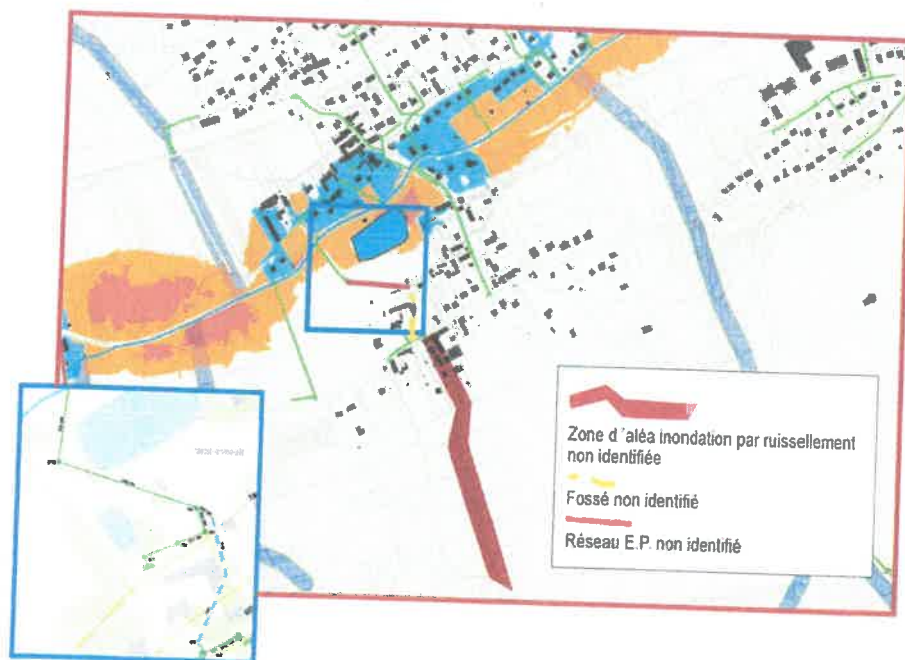 Zone d 'aléa inondation par ruissellement
non identifiée
Fossé non identifié
Réseau E.P. non identifié